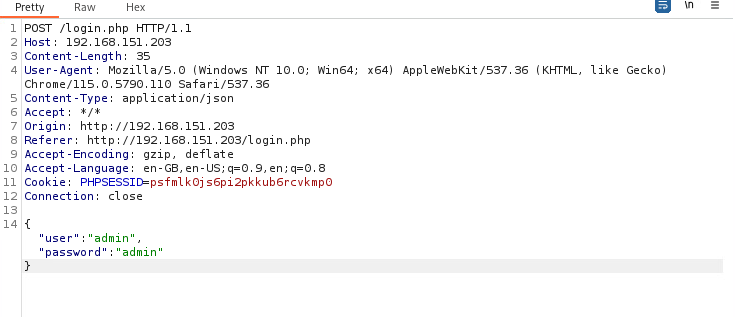 Pretty Raw Hex \n
1 POST /login.php HTTP/1.1
2 Host: 192.168.151.203
3 Content-Length: 35
4 User-Agent: Mozilla/5.0 (Windows NT 10.0; Win64; x64) AppleWebKit/537.36 (KHTML, like Gecko)
Chrome/115.0.5790.110 Safari/537.36
5 Content-Type: application/json
6 Accept: */*
7 Origin: http://192.168.151.203
8 Referer: http://192.168.151.203/login.php
9 Accept-Encoding: gzip, deflate
10 Accept-Language: en-GB,en-US;q=0.9,en;q=0.8
11 Cookie: PHPSESSID=psfmlk0js6pi2pkkub6rcvkmp0
12 Connection: close
13
14 {
"user":"admin",
"password":"admin"
}